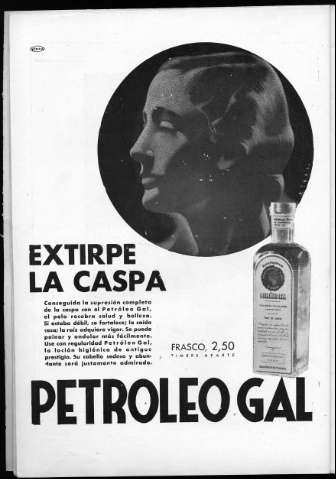 EXTIRPE
LA CASPA
Conseguida la supresión completa
de la caspa con el Petróleo Gal,
el pelo recobra salud y belleza.
Si estaba débil, se fortalece; la caída
cesa; la raíz adquiere vigor. Se puede
peinar y ondular más fácilmente.
Use con regularidad Petróleo Gal,
la loción higiénica de antiguo
prestigio. Su cabello sedoso y abun-
dante será justamente admirado.
FRASCO, 2,50
TIMBRE APARTE
PETROLEO GAL